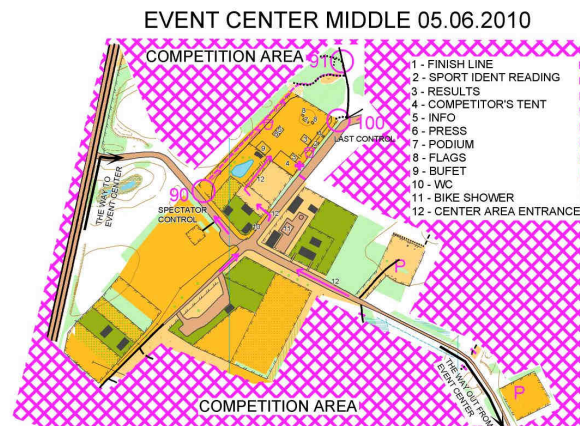 EVENT CENTER MIDDLE 05.06.2010
COMPETITION AREA
91
1 - FINISH LINE
2 - SPORT IDENT READING
3 - RESULTS
4 - COMPETITOR'S TENT
5 - INFO
6 - PRESS
7 - PODIUM
8 - FLAGS
9 - BUFET
10 - WC
11 - BIKE SHOWER
12 - CENTER AREA ENTRANCE
100
LAST CONTROL
90
SPECTATOR
CONTROL
THE WAY TO
EVENT CENTER
12
12
P
P
THE WAY OUT FROM
EVENT CENTER
COMPETITION AREA